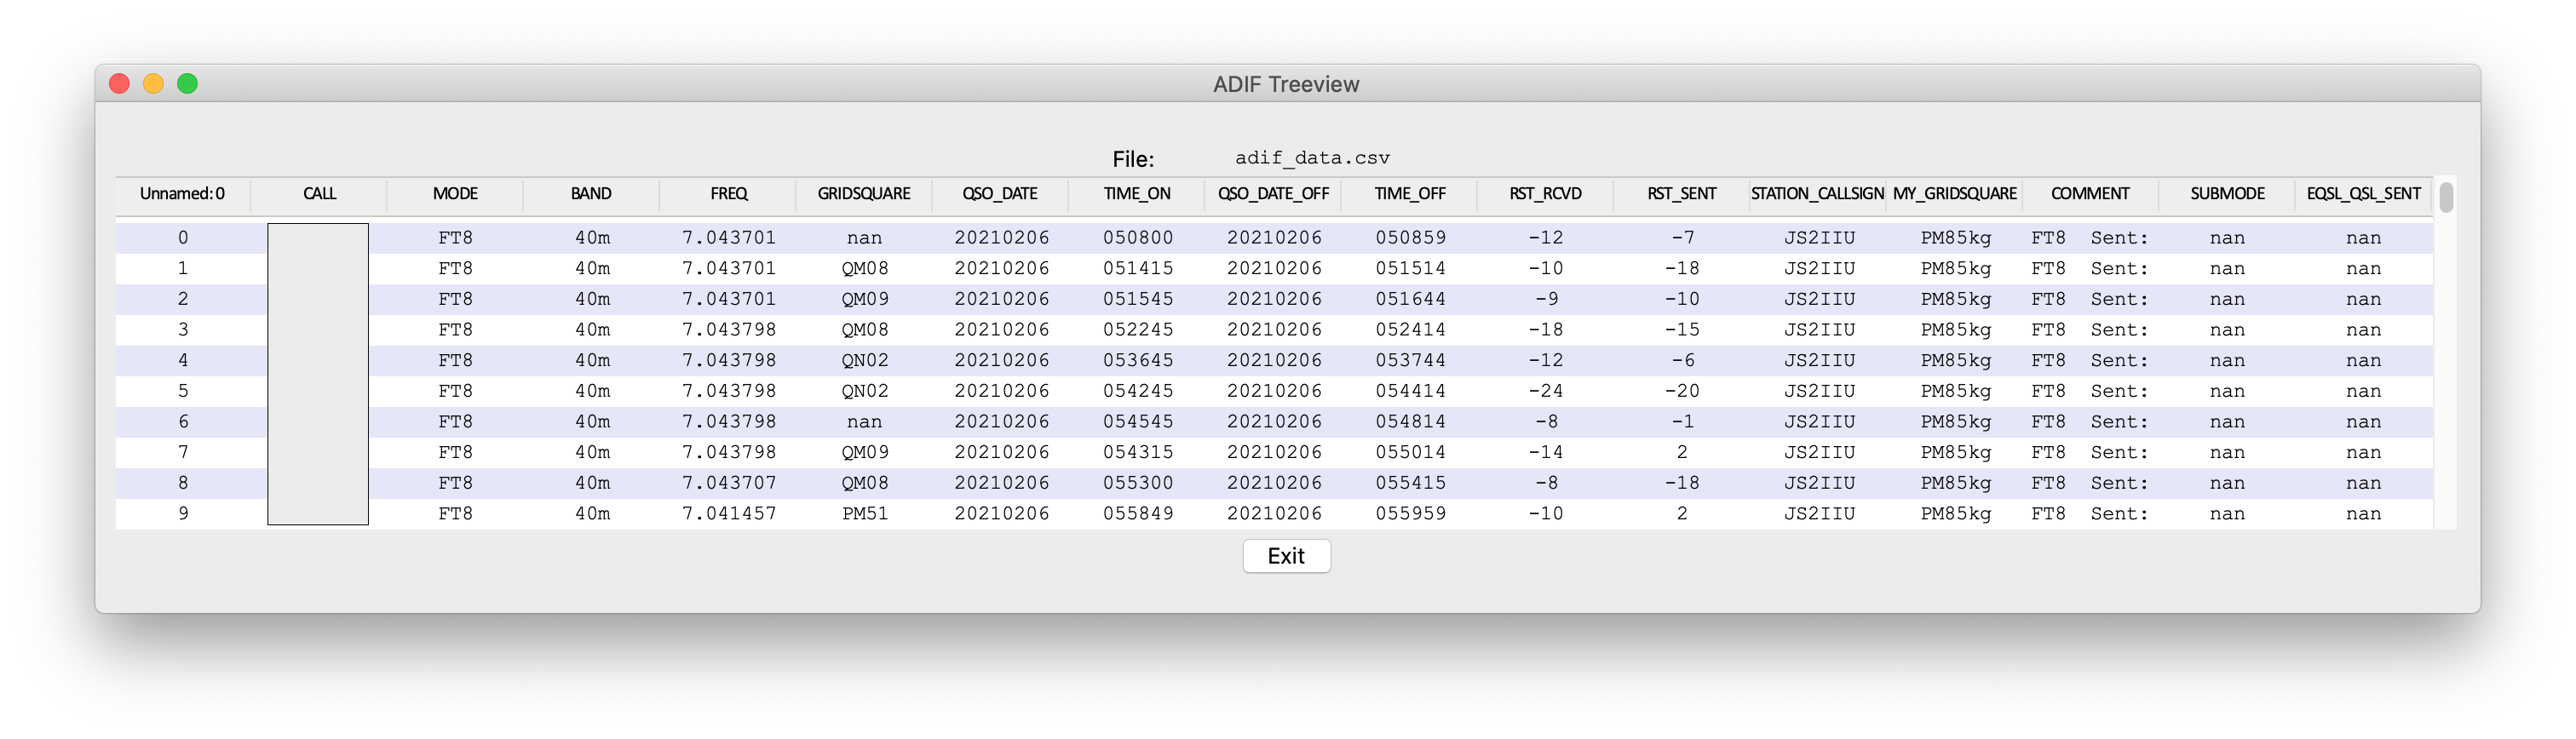 ADIF Treeview
File: adif_data.csv
Unnamed: 0 CALL MODE BAND FREQ GRIDSQUARE QSO_DATE TIME_ON QSO_DATE_OFF TIME_OFF RST_RCVD RST_SENT STATION_CALLSIGN MY_GRIDSQUARE COMMENT SUBMODE EQSL_QSL_SENT
0 FT8 40m 7.043701 nan 20210206 050800 20210206 050859 -12 -7 JS2IIU PM85kg FT8 Sent: nan nan
1 FT8 40m 7.043701 QM08 20210206 051415 20210206 051514 -10 -18 JS2IIU PM85kg FT8 Sent: nan nan
2 FT8 40m 7.043701 QM09 20210206 051545 20210206 051644 -9 -10 JS2IIU PM85kg FT8 Sent: nan nan
3 FT8 40m 7.043798 QM08 20210206 052245 20210206 052414 -18 -15 JS2IIU PM85kg FT8 Sent: nan nan
4 FT8 40m 7.043798 QN02 20210206 053645 20210206 053744 -12 -6 JS2IIU PM85kg FT8 Sent: nan nan
5 FT8 40m 7.043798 QN02 20210206 054245 20210206 054414 -24 -20 JS2IIU PM85kg FT8 Sent: nan nan
6 FT8 40m 7.043798 nan 20210206 054545 20210206 054814 -8 -1 JS2IIU PM85kg FT8 Sent: nan nan
7 FT8 40m 7.043798 QM09 20210206 054315 20210206 055014 -14 2 JS2IIU PM85kg FT8 Sent: nan nan
8 FT8 40m 7.043707 QM08 20210206 055300 20210206 055415 -8 -18 JS2IIU PM85kg FT8 Sent: nan nan
9 FT8 40m 7.041457 PM51 20210206 055849 20210206 055959 -10 2 JS2IIU PM85kg FT8 Sent: nan nan
Exit